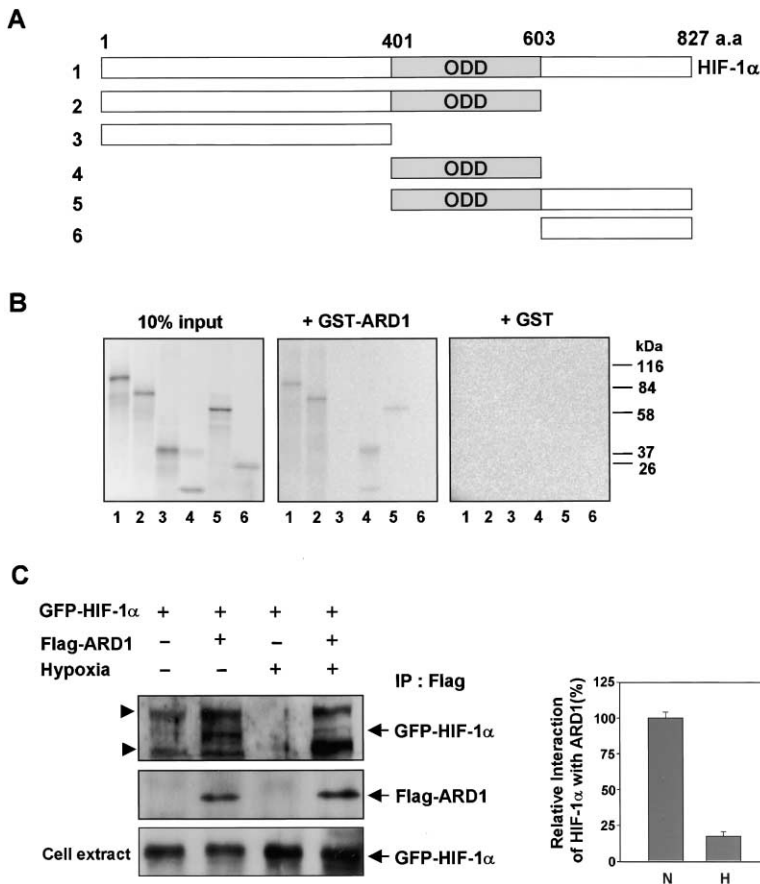 A
1 401 603 827 a.a
1 ODD HIF-1α
2 ODD
3
4 ODD
5 ODD
6
B
10% input + GST-ARD1 + GST
kDa
116
84
58
37
26
1 2 3 4 5 6 1 2 3 4 5 6 1 2 3 4 5 6
C
GFP-HIF-1α + + + +
Flag-ARD1 − + − +
Hypoxia − − + +
IP : Flag
GFP-HIF-1α
Flag-ARD1
Cell extract GFP-HIF-1α
Relative Interaction
of HIF-1α with ARD1(%)
125
100
75
50
25
0
N H